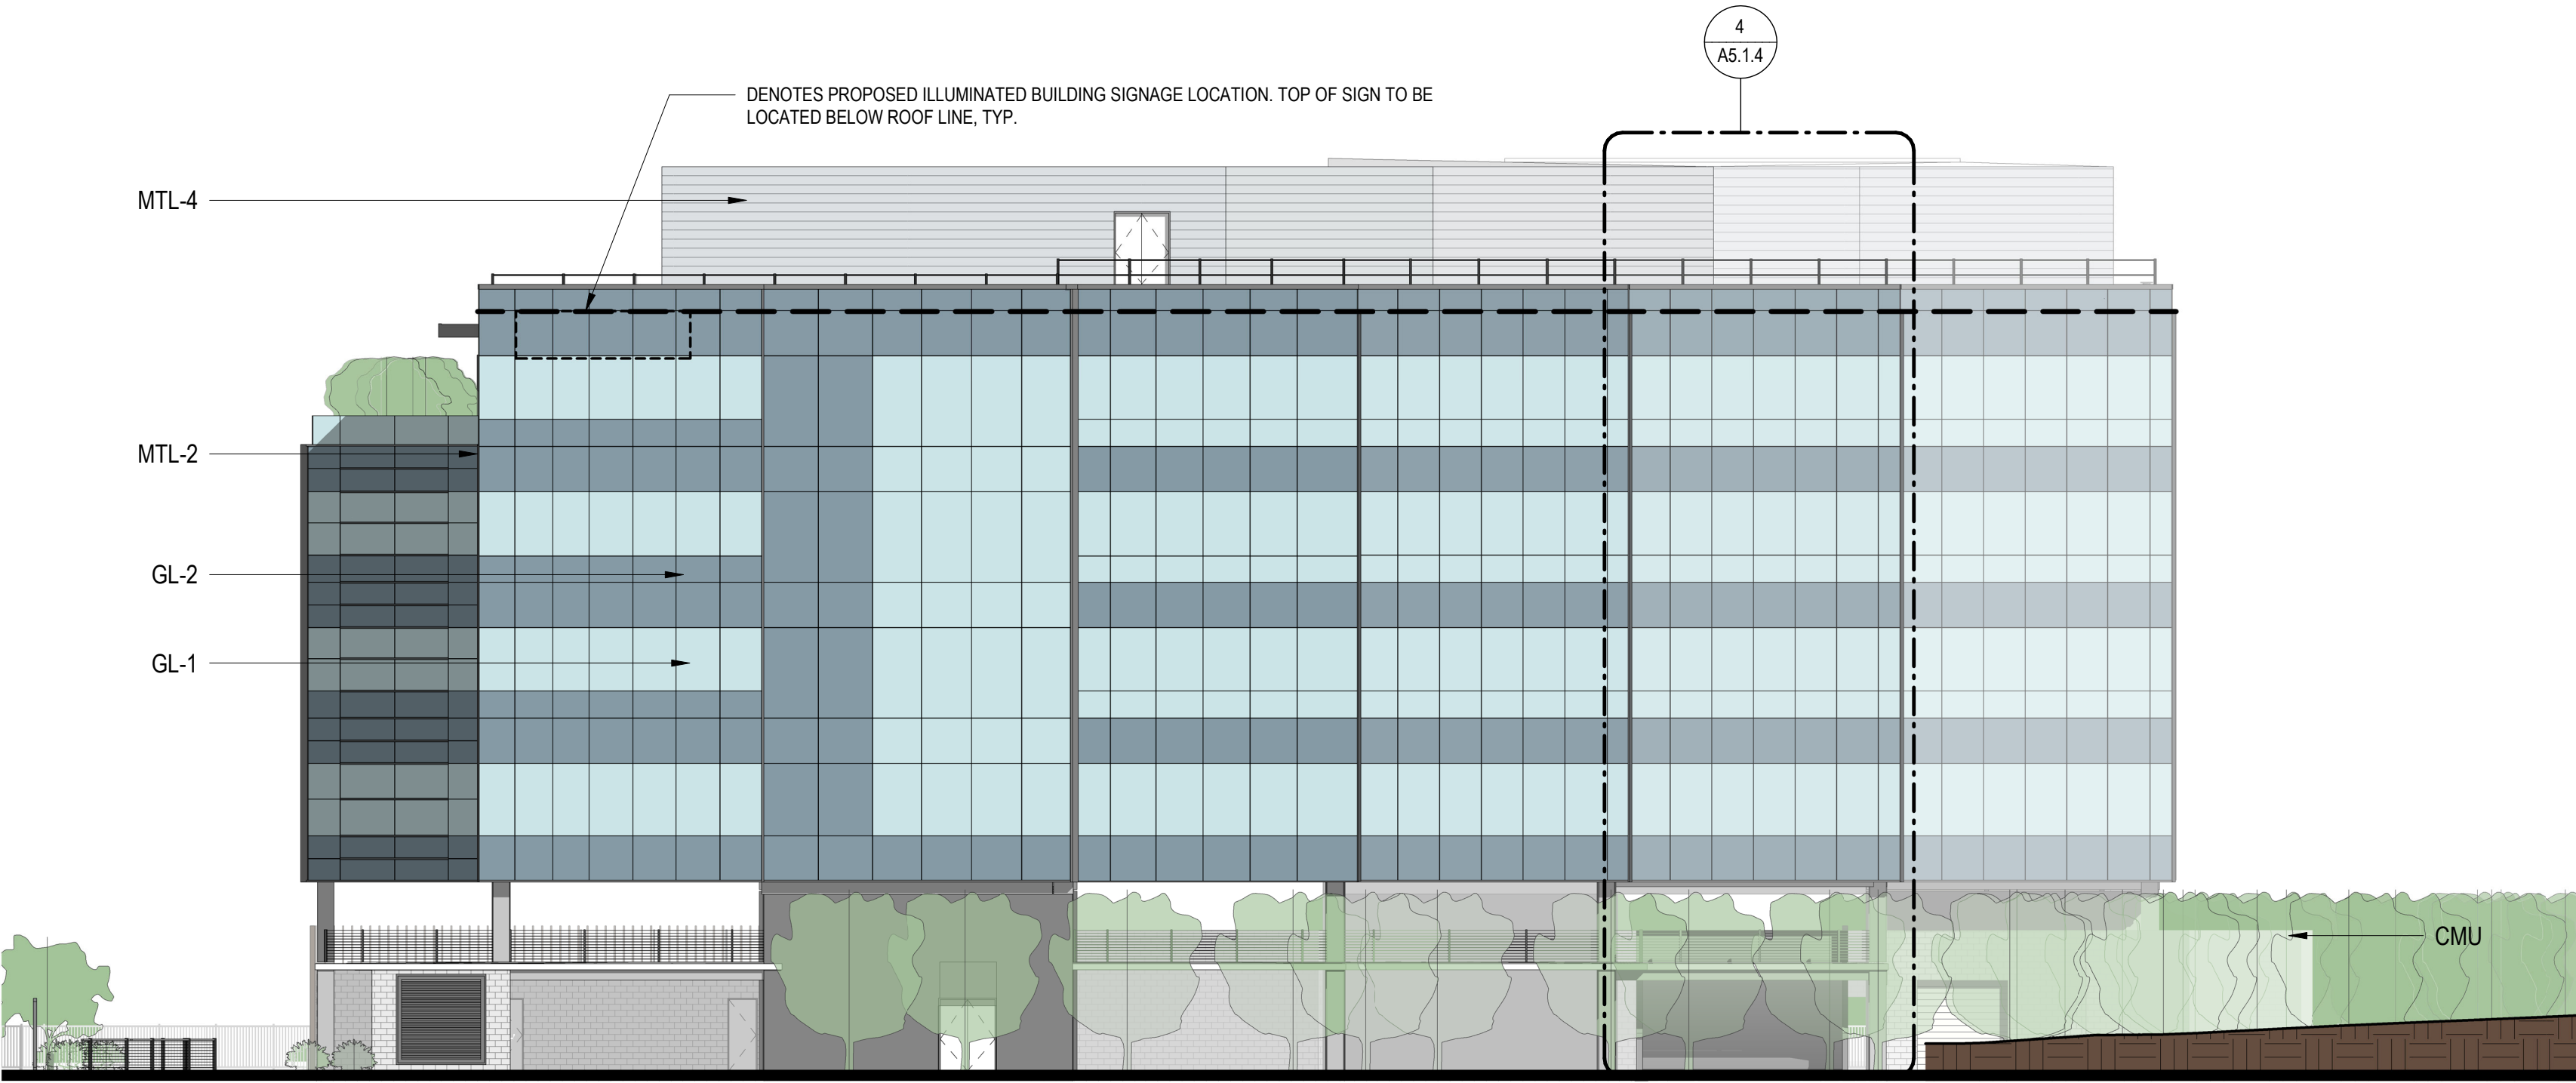 4
A5.1.4
DENOTES PROPOSED ILLUMINATED BUILDING SIGNAGE LOCATION. TOP OF SIGN TO BE
LOCATED BELOW ROOF LINE, TYP.
MTL-4
MTL-2
GL-2
GL-1
CMU